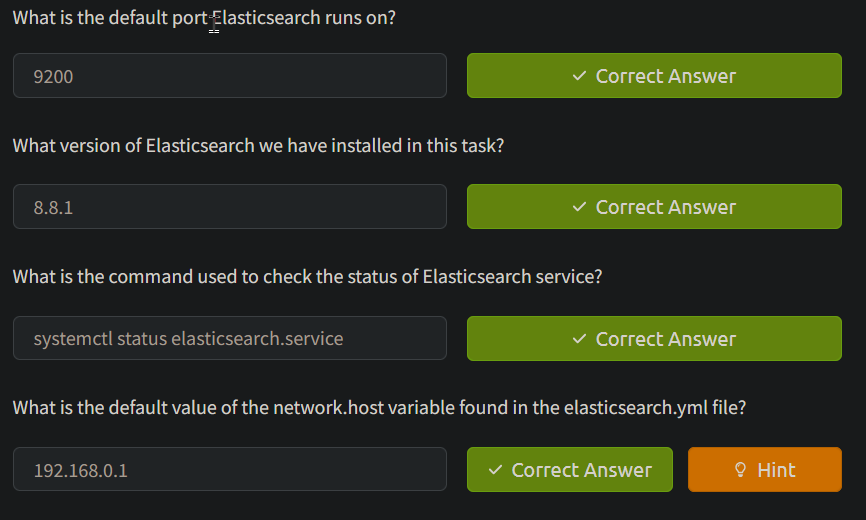 What is the default port Elasticsearch runs on?
9200
Correct Answer
What version of Elasticsearch we have installed in this task?
8.8.1
Correct Answer
What is the command used to check the status of Elasticsearch service?
systemctl status elasticsearch.service
Correct Answer
What is the default value of the network.host variable found in the elasticsearch.yml file?
192.168.0.1
Correct Answer
Hint